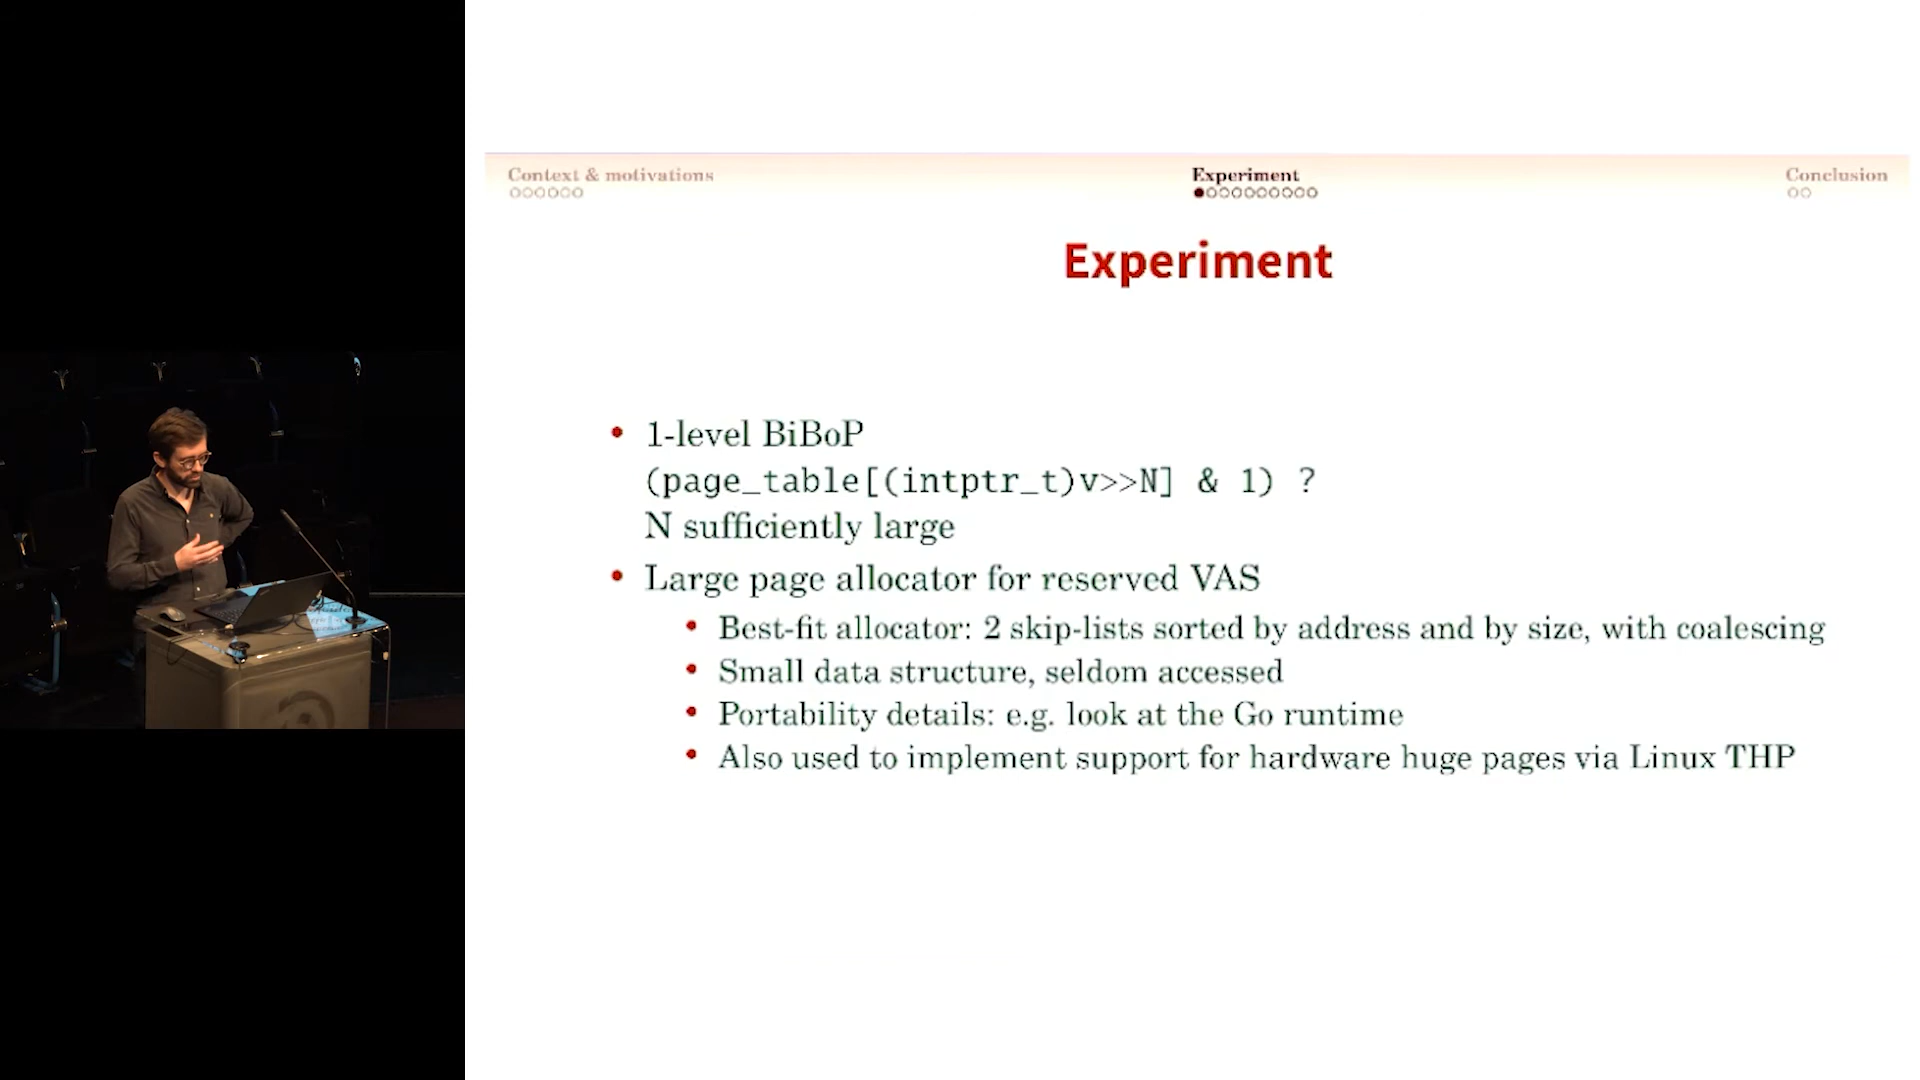 Context & motivations
Experiment
Conclusion
Experiment
• 1-level BiBoP
(page_table[(intptr_t)v>>N] & 1) ?
N sufficiently large
• Large page allocator for reserved VAS
• Best-fit allocator: 2 skip-lists sorted by address and by size, with coalescing
• Small data structure, seldom accessed
• Portability details: e.g. look at the Go runtime
• Also used to implement support for hardware huge pages via Linux THP